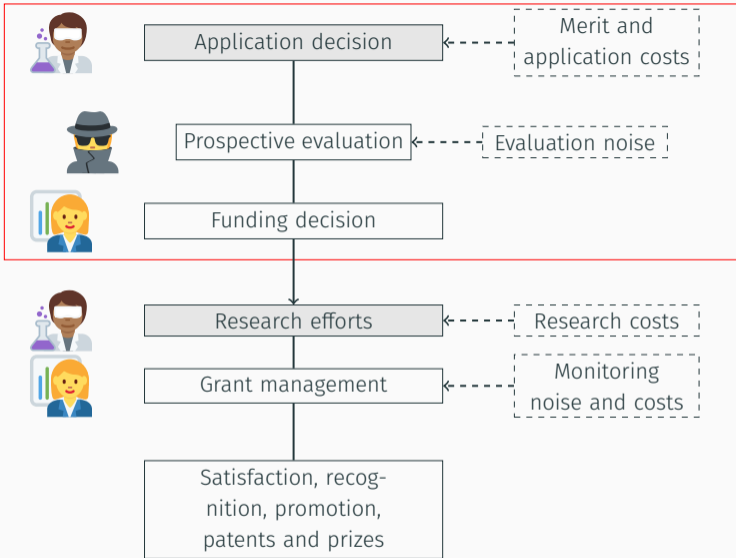 Application decision
Merit and
application costs
Prospective evaluation
Evaluation noise
Funding decision
Research efforts
Research costs
Grant management
Monitoring
noise and costs
Satisfaction, recog-
nition, promotion,
patents and prizes